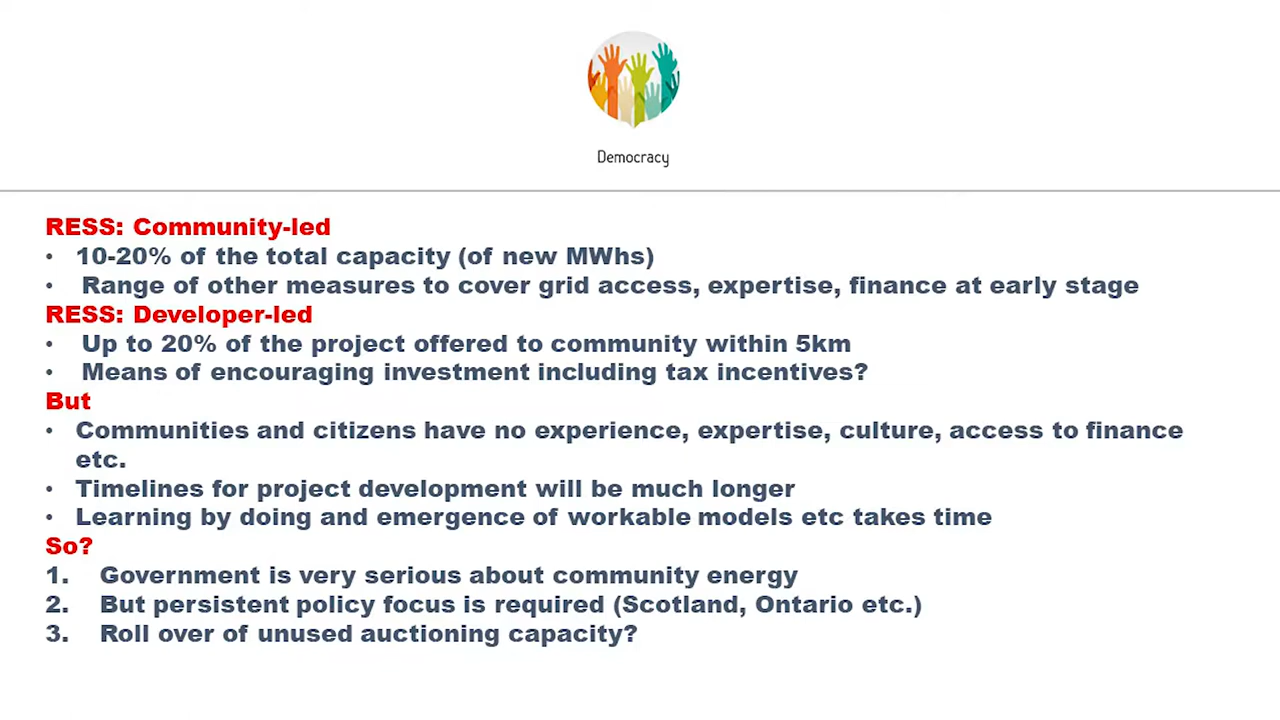 Democracy
RESS: Community-led
• 10-20% of the total capacity (of new MWhs)
• Range of other measures to cover grid access, expertise, finance at early stage
RESS: Developer-led
• Up to 20% of the project offered to community within 5km
• Means of encouraging investment including tax incentives?
But
• Communities and citizens have no experience, expertise, culture, access to finance
etc.
• Timelines for project development will be much longer
• Learning by doing and emergence of workable models etc takes time
So?
1. Government is very serious about community energy
2. But persistent policy focus is required (Scotland, Ontario etc.)
3. Roll over of unused auctioning capacity?